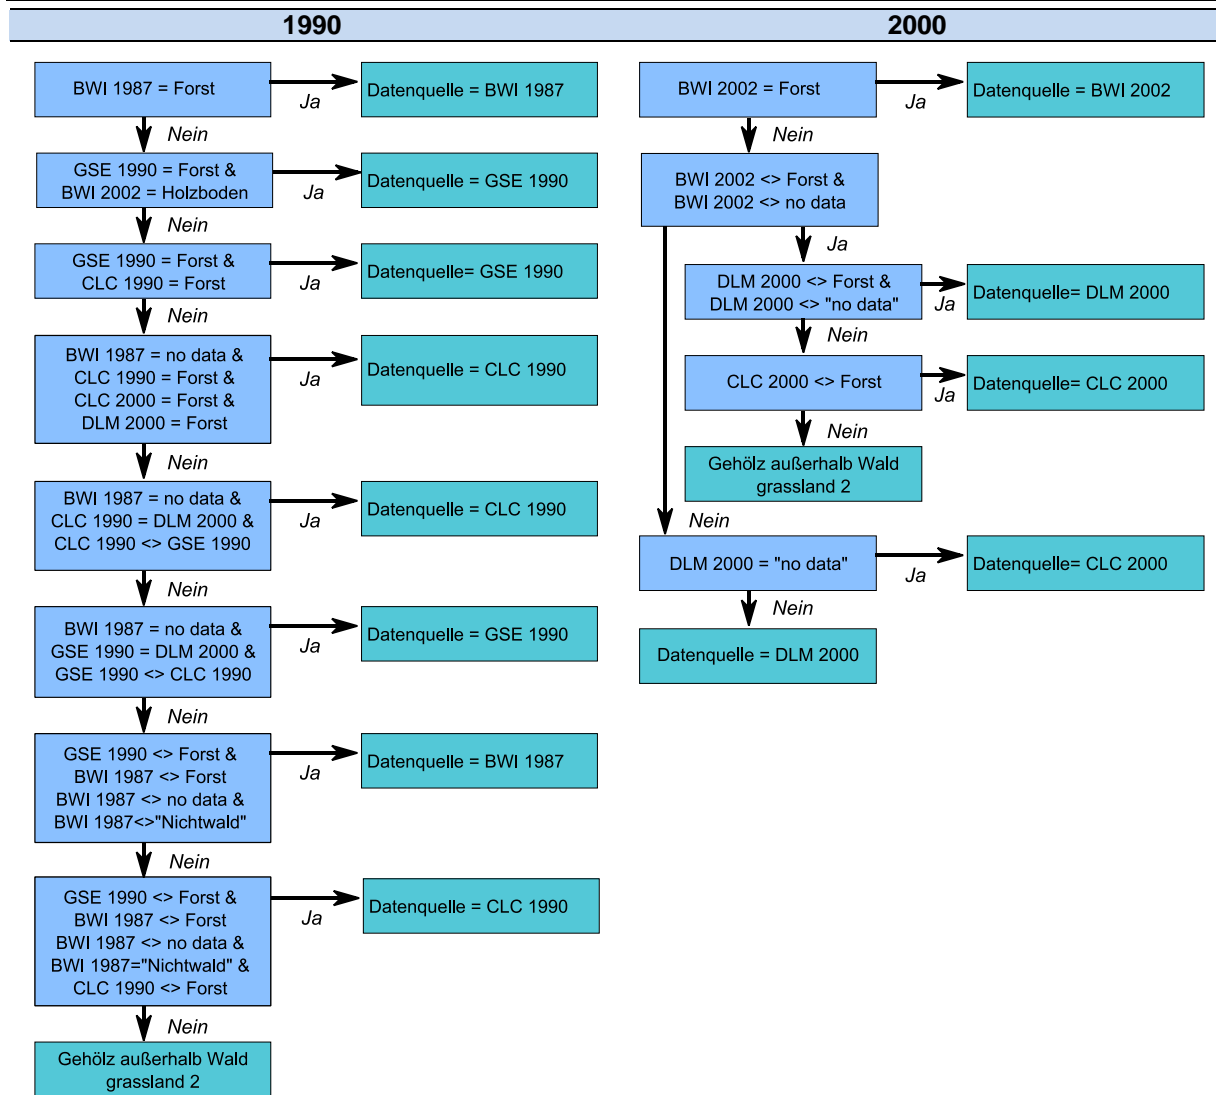 1990
BWI 1987 = Forst
Ja
Datenquelle = BWI 1987
Nein
GSE 1990 = Forst &
BWI 2002 = Holzboden
Ja
Datenquelle = GSE 1990
Nein
GSE 1990 = Forst &
CLC 1990 = Forst
Ja
Datenquelle= GSE 1990
Nein
BWI 1987 = no data &
CLC 1990 = Forst &
CLC 2000 = Forst &
DLM 2000 = Forst
Ja
Datenquelle = CLC 1990
Nein
BWI 1987 = no data &
CLC 1990 = DLM 2000 &
CLC 1990 <> GSE 1990
Ja
Datenquelle = CLC 1990
Nein
BWI 1987 = no data &
GSE 1990 = DLM 2000 &
GSE 1990 <> CLC 1990
Ja
Datenquelle = GSE 1990
Nein
GSE 1990 <> Forst &
BWI 1987 <> Forst
BWI 1987 <> no data &
BWI 1987<>"Nichtwald"
Ja
Datenquelle = BWI 1987
Nein
GSE 1990 <> Forst &
BWI 1987 <> Forst
BWI 1987 <> no data &
BWI 1987="Nichtwald" &
CLC 1990 <> Forst
Ja
Datenquelle = CLC 1990
Nein
Gehölz außerhalb Wald
grassland 2
2000
BWI 2002 = Forst
Ja
Datenquelle = BWI 2002
Nein
BWI 2002 <> Forst &
BWI 2002 <> no data
Ja
DLM 2000 <> Forst &
DLM 2000 <> "no data"
Ja
Datenquelle= DLM 2000
Nein
CLC 2000 <> Forst
Ja
Datenquelle= CLC 2000
Nein
Gehölz außerhalb Wald
grassland 2
Nein
DLM 2000 = "no data"
Ja
Datenquelle= CLC 2000
Nein
Datenquelle = DLM 2000